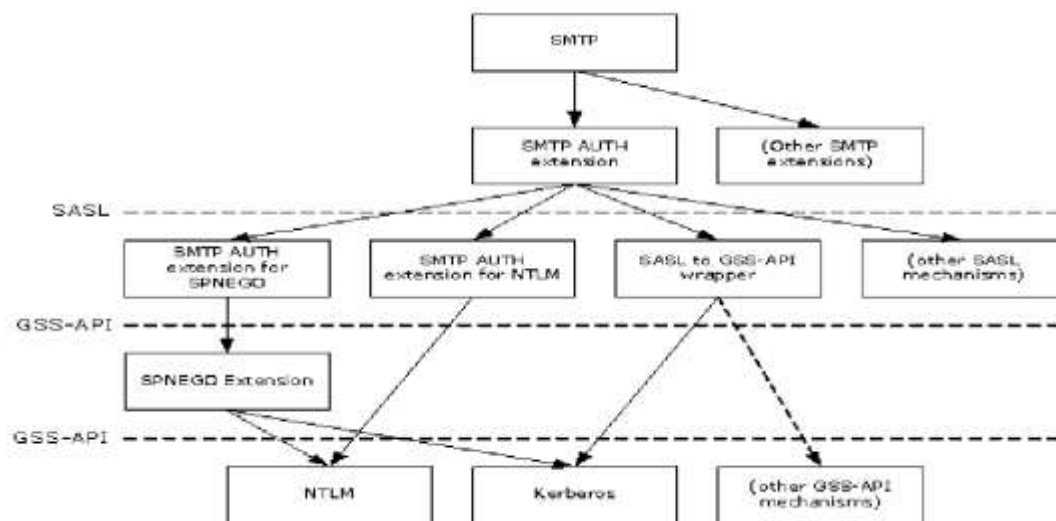 SMTP
SMTP AUTH
extension
(Other SMTP
extensions)
SASL
SMTP AUTH
extension for
SPNEGO
SMTP AUTH
extension for NTLM
SASL to GSS-API
wrapper
(other SASL
mechanisms)
GSS-API
SPNEGO Extension
GSS-API
NTLM
Kerberos
(other GSS-API
mechanisms)